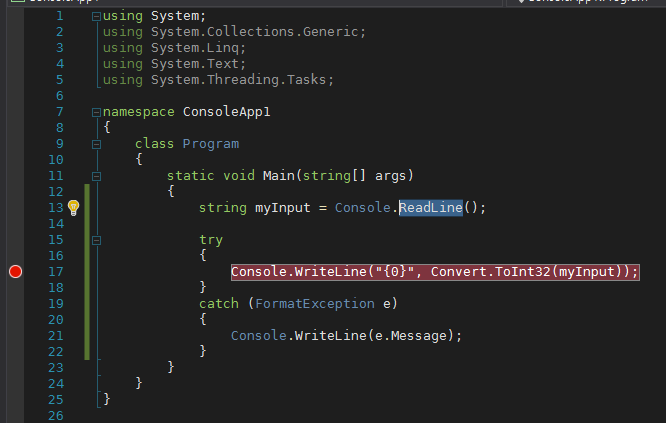 1 using System;
2 using System.Collections.Generic;
3 using System.Linq;
4 using System.Text;
5 using System.Threading.Tasks;
6
7 namespace ConsoleApp1
8 {
9 class Program
10 {
11 static void Main(string[] args)
12 {
13 string myInput = Console.ReadLine();
14
15 try
16 {
17 Console.WriteLine("{0}", Convert.ToInt32(myInput));
18 }
19 catch (FormatException e)
20 {
21 Console.WriteLine(e.Message);
22 }
23 }
24 }
25 }
26